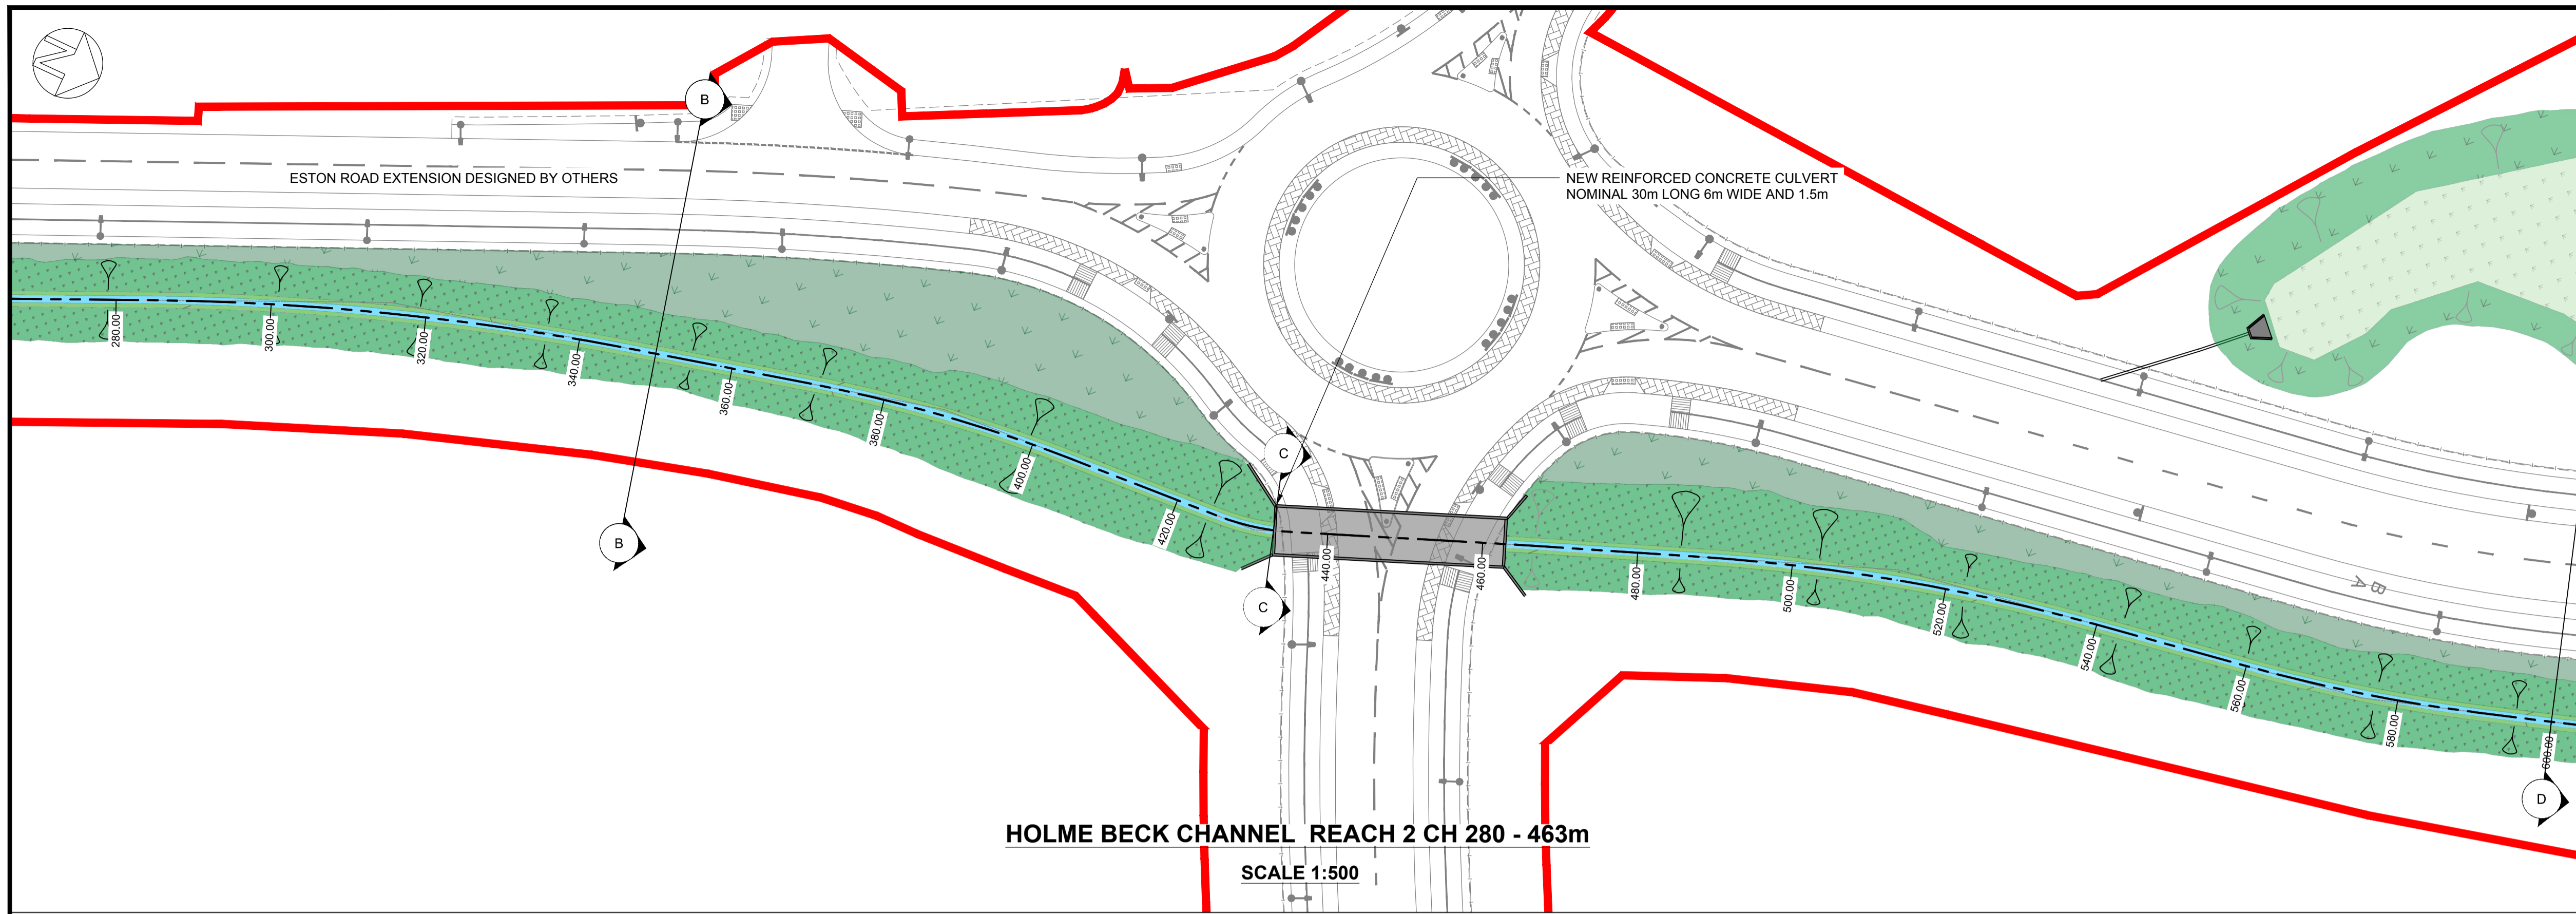 N
B
ESTON ROAD EXTENSION DESIGNED BY OTHERS
NEW REINFORCED CONCRETE CULVERT
NOMINAL 30m LONG 6m WIDE AND 1.5m
280.00
300.00
320.00
340.00
360.00
380.00
400.00
420.00
440.00
460.00
480.00
500.00
520.00
540.00
560.00
580.00
600.00
C
B
C
BA
D
HOLME BECK CHANNEL REACH 2 CH 280 - 463m
SCALE 1:500